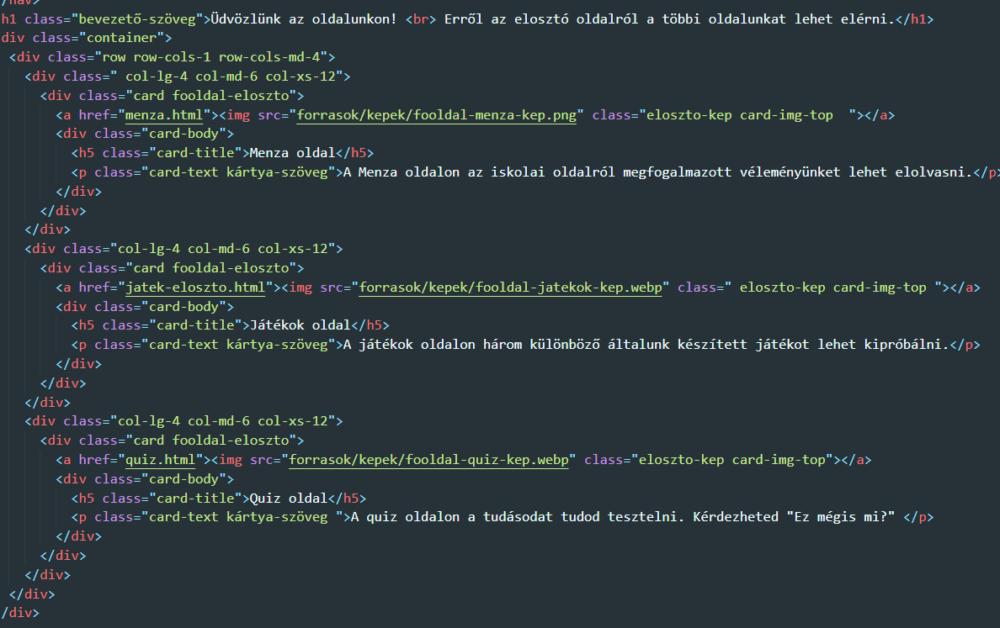 /nav>
h1 class="bevezető-szöveg">Üdvözlünk az oldalunkon! <br> Erről az elosztó oldalról a többi oldalunkat lehet elérni.</h1>
div class="container">
<div class="row row-cols-1 row-cols-md-4">
<div class=" col-lg-4 col-md-6 col-xs-12">
<div class="card fooldal-eloszto">
<a href="menza.html"><img src="forrasok/kepek/fooldal-menza-kep.png" class="eloszto-kep card-img-top  "></a>
<div class="card-body">
<h5 class="card-title">Menza oldal</h5>
<p class="card-text kártya-szöveg">A Menza oldalon az iskolai oldalról megfogalmazott véleményünket lehet elolvasni.</p>
</div>
</div>
</div>
<div class="col-lg-4 col-md-6 col-xs-12">
<div class="card fooldal-eloszto">
<a href="jatek-eloszto.html"><img src="forrasok/kepek/fooldal-jatekok-kep.webp" class=" eloszto-kep card-img-top "></a>
<div class="card-body">
<h5 class="card-title">Játékok oldal</h5>
<p class="card-text kártya-szöveg">A játékok oldalon három különböző általunk készített játékot lehet kipróbálni.</p>
</div>
</div>
</div>
<div class="col-lg-4 col-md-6 col-xs-12">
<div class="card fooldal-eloszto">
<a href="quiz.html"><img src="forrasok/kepek/fooldal-quiz-kep.webp" class="eloszto-kep card-img-top"></a>
<div class="card-body">
<h5 class="card-title">Quiz oldal</h5>
<p class="card-text kártya-szöveg ">A quiz oldalon a tudásodat tudod tesztelni. Kérdezheted "Ez mégis mi?" </p>
</div>
</div>
</div>
</div>
/div>